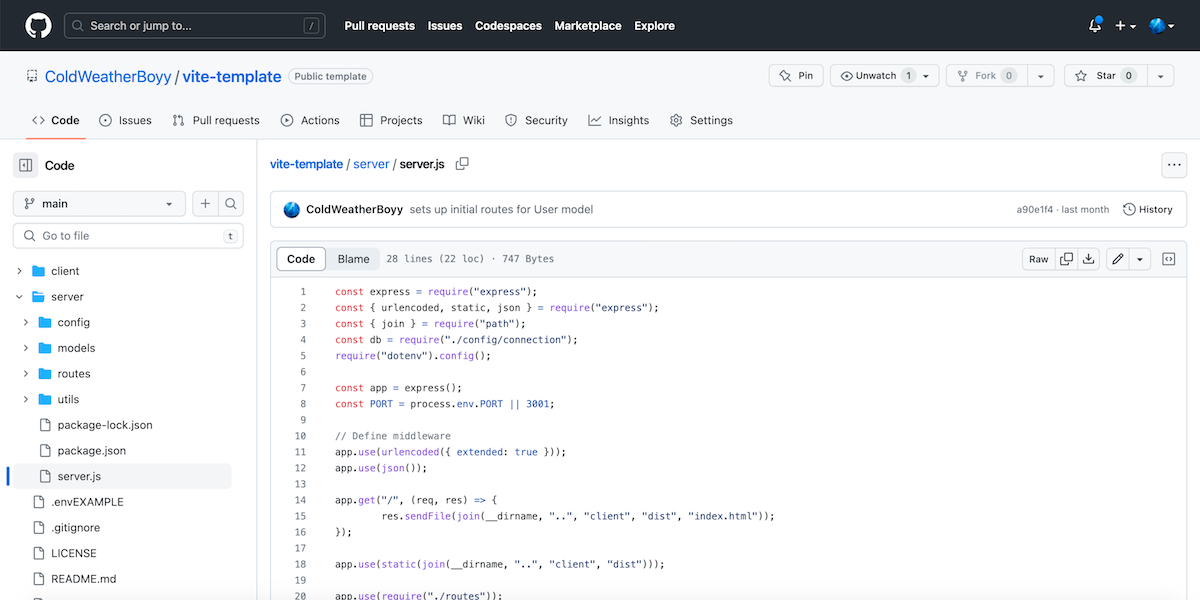 Search or jump to... / Pull requests Issues Codespaces Marketplace Explore
ColdWeatherBoyy / vite-template Public template Pin Unwatch 1 Fork 0 Star 0
Code Issues Pull requests Actions Projects Wiki Security Insights Settings
Code
main
Go to file t
client
server
config
models
routes
utils
package-lock.json
package.json
server.js
.envEXAMPLE
.gitignore
LICENSE
README.md
vite-template / server / server.js
ColdWeatherBoyy sets up initial routes for User model a90e1f4 · last month History
Code Blame 28 lines (22 loc) · 747 Bytes Raw
1 const express = require("express");
2 const { urlencoded, static, json } = require("express");
3 const { join } = require("path");
4 const db = require("./config/connection");
5 require("dotenv").config();
6
7 const app = express();
8 const PORT = process.env.PORT || 3001;
9
10 // Define middleware
11 app.use(urlencoded({ extended: true }));
12 app.use(json());
13
14 app.get("/", (req, res) => {
15 res.sendFile(join(__dirname, "..", "client", "dist", "index.html"));
16 });
17
18 app.use(static(join(__dirname, "..", "client", "dist")));
19
20 app.use(require("./routes"));